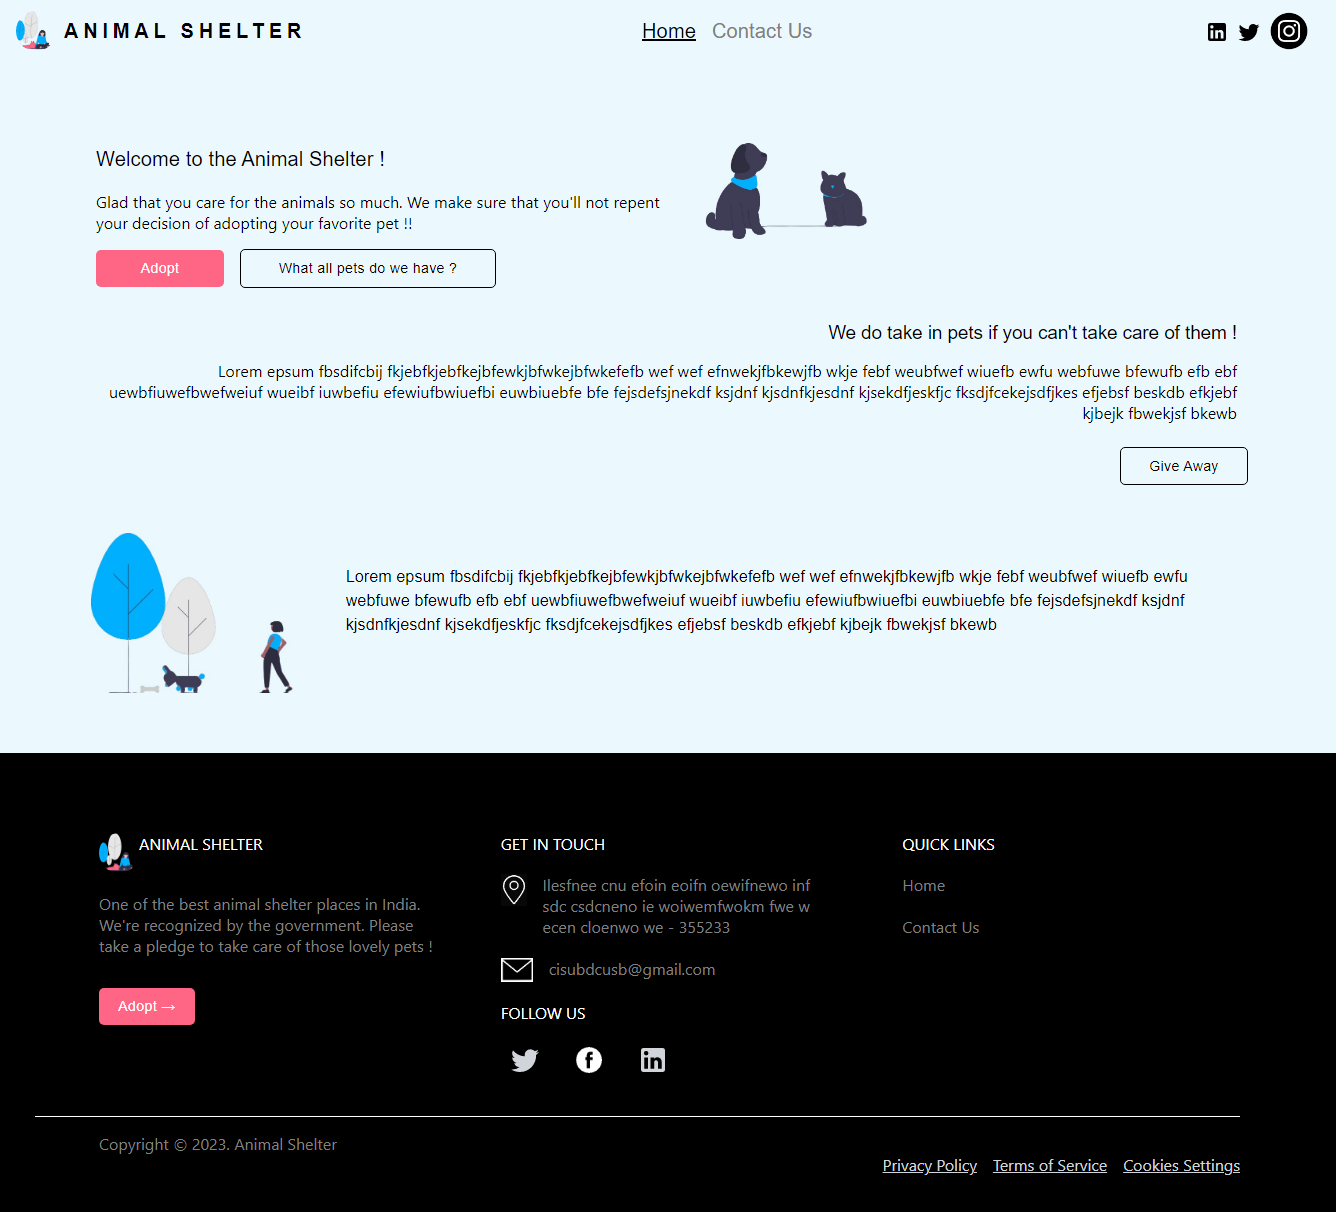 ANIMAL SHELTER
Home Contact Us
Welcome to the Animal Shelter !
Glad that you care for the animals so much. We make sure that you'll not repent
your decision of adopting your favorite pet !!
Adopt
What all pets do we have ?
We do take in pets if you can't take care of them !
Lorem epsum fbsdifcbij fkjebfkjebfkejbfewkjbfwkejbfwkefefb wef wef efnwekjfbkewjfb wkje febf weubfwef wiuefb ewfu webfuwe bfewufb efb ebf
uewbfiuwefbwefweiuf wueibf iuwbefiu efewiufbwiuefbi euwbiuebfe bfe fejsdefsjnekdf ksjdnf kjsdnfkjesdnf kjsekdfjeskfjc fksdjfcekejsdfjkes efjebsf beskdb efkjebf
kjbejk fbwekjsf bkewb
Give Away
Lorem epsum fbsdifcbij fkjebfkjebfkejbfewkjbfwkejbfwkefefb wef wef efnwekjfbkewjfb wkje febf weubfwef wiuefb ewfu
webfuwe bfewufb efb ebf uewbfiuwefbwefweiuf wueibf iuwbefiu efewiufbwiuefbi euwbiuebfe bfe fejsdefsjnekdf ksjdnf
kjsdnfkjesdnf kjsekdfjeskfjc fksdjfcekejsdfjkes efjebsf beskdb efkjebf kjbejk fbwekjsf bkewb
ANIMAL SHELTER
One of the best animal shelter places in India.
We're recognized by the government. Please
take a pledge to take care of those lovely pets !
Adopt →
GET IN TOUCH
Ilesfnee cnu efoin eoifn oewifnewo inf
sdc csdcneno ie woiwemfwokm fwe w
ecen cloenwo we - 355233
cisubdcusb@gmail.com
FOLLOW US
QUICK LINKS
Home
Contact Us
Copyright © 2023. Animal Shelter
Privacy Policy Terms of Service Cookies Settings